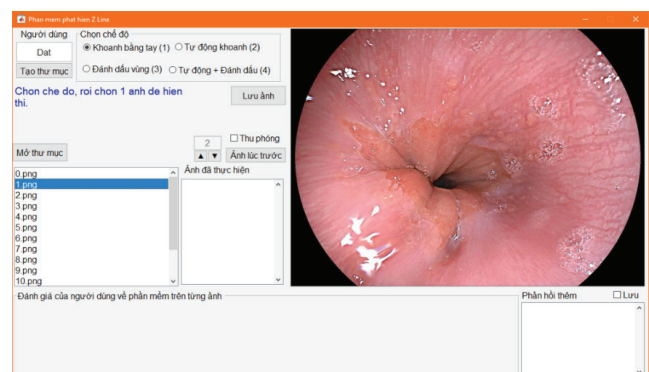 Phan mem phat hien Z Line
Người dùng
Chọn chế độ
Dat
Khoanh bằng tay (1)
Tự động khoanh (2)
Tạo thư mục
Đánh dấu vùng (3)
Tự động + Đánh dấu (4)
Chon che do, roi chon 1 anh de hien
thi.
Lưu ảnh
2
Thu phóng
Mở thư mục
Ảnh lúc trước
Ảnh đã thực hiện
0.png
1.png
2.png
3.png
4.png
5.png
6.png
7.png
8.png
9.png
10.png
Đánh giá của người dùng về phần mềm trên từng ảnh
Phản hồi thêm
Lưu